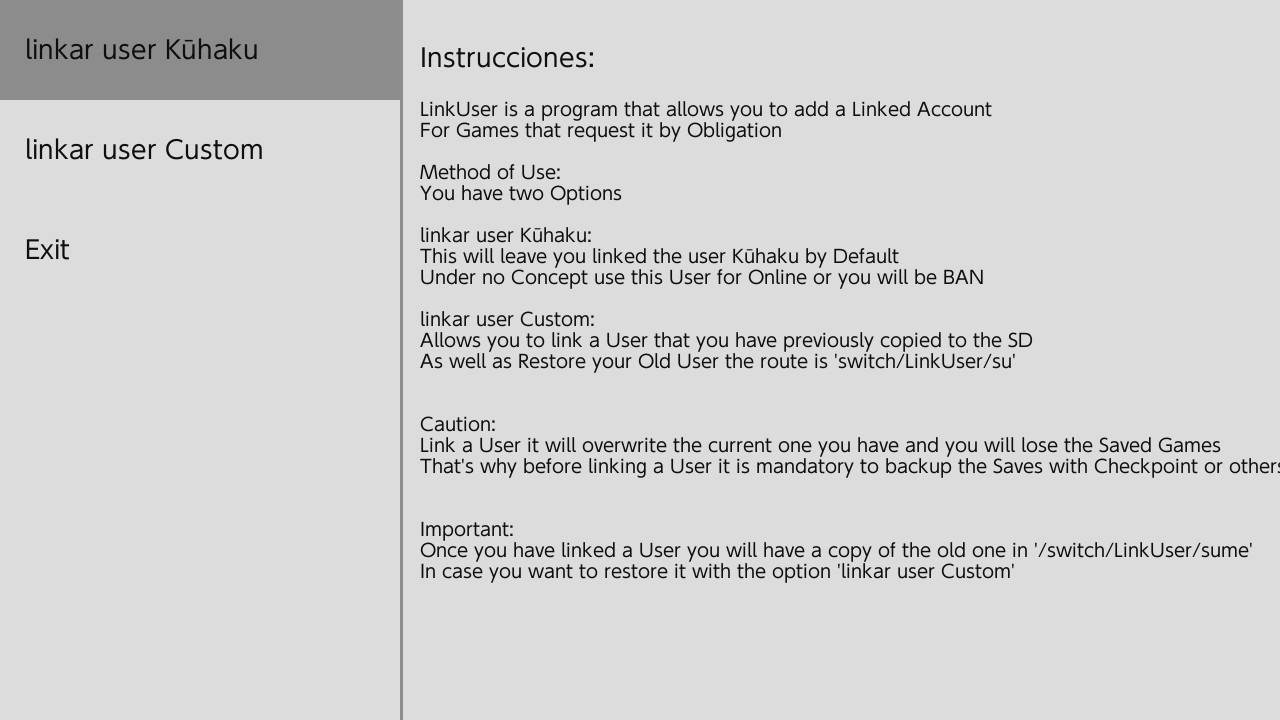 linkar user Kūhaku
linkar user Custom
Exit
Instrucciones:
LinkUser is a program that allows you to add a Linked Account
For Games that request it by Obligation
Method of Use:
You have two Options
linkar user Kūhaku:
This will leave you linked the user Kūhaku by Default
Under no Concept use this User for Online or you will be BAN
linkar user Custom:
Allows you to link a User that you have previously copied to the SD
As well as Restore your Old User the route is 'switch/LinkUser/su'
Caution:
Link a User it will overwrite the current one you have and you will lose the Saved Games
That's why before linking a User it is mandatory to backup the Saves with Checkpoint or others
Important:
Once you have linked a User you will have a copy of the old one in '/switch/LinkUser/sume'
In case you want to restore it with the option 'linkar user Custom'